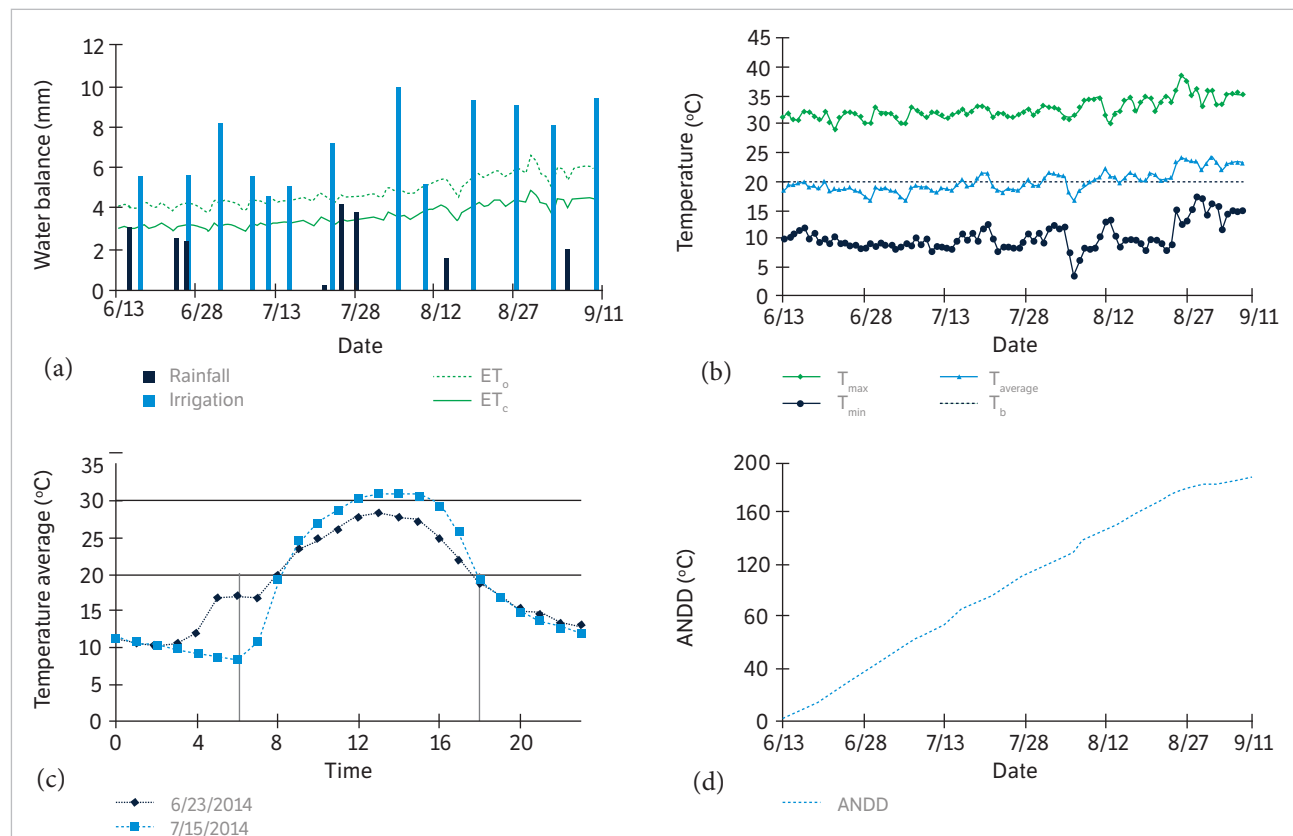 12
10
8
6
4
2
0
Water balance (mm)
6/13 6/28 7/13 7/28 8/12 8/27 9/11
Date
(a)
Rainfall
Irrigation
ETo
ETc
45
40
35
30
25
20
15
10
5
0
Temperature (oC)
6/13 6/28 7/13 7/28 8/12 8/27 9/11
Date
(b)
Tmax
Tmin
Taverage
Tb
35
30
25
20
15
10
5
0
Temperature average (oC)
0 4 8 12 16 20
Time
(c)
6/23/2014
7/15/2014
200
160
120
60
40
0
ANDD (oC)
6/13 6/28 7/13 7/28 8/12 8/27 9/11
Date
(d)
ANDD